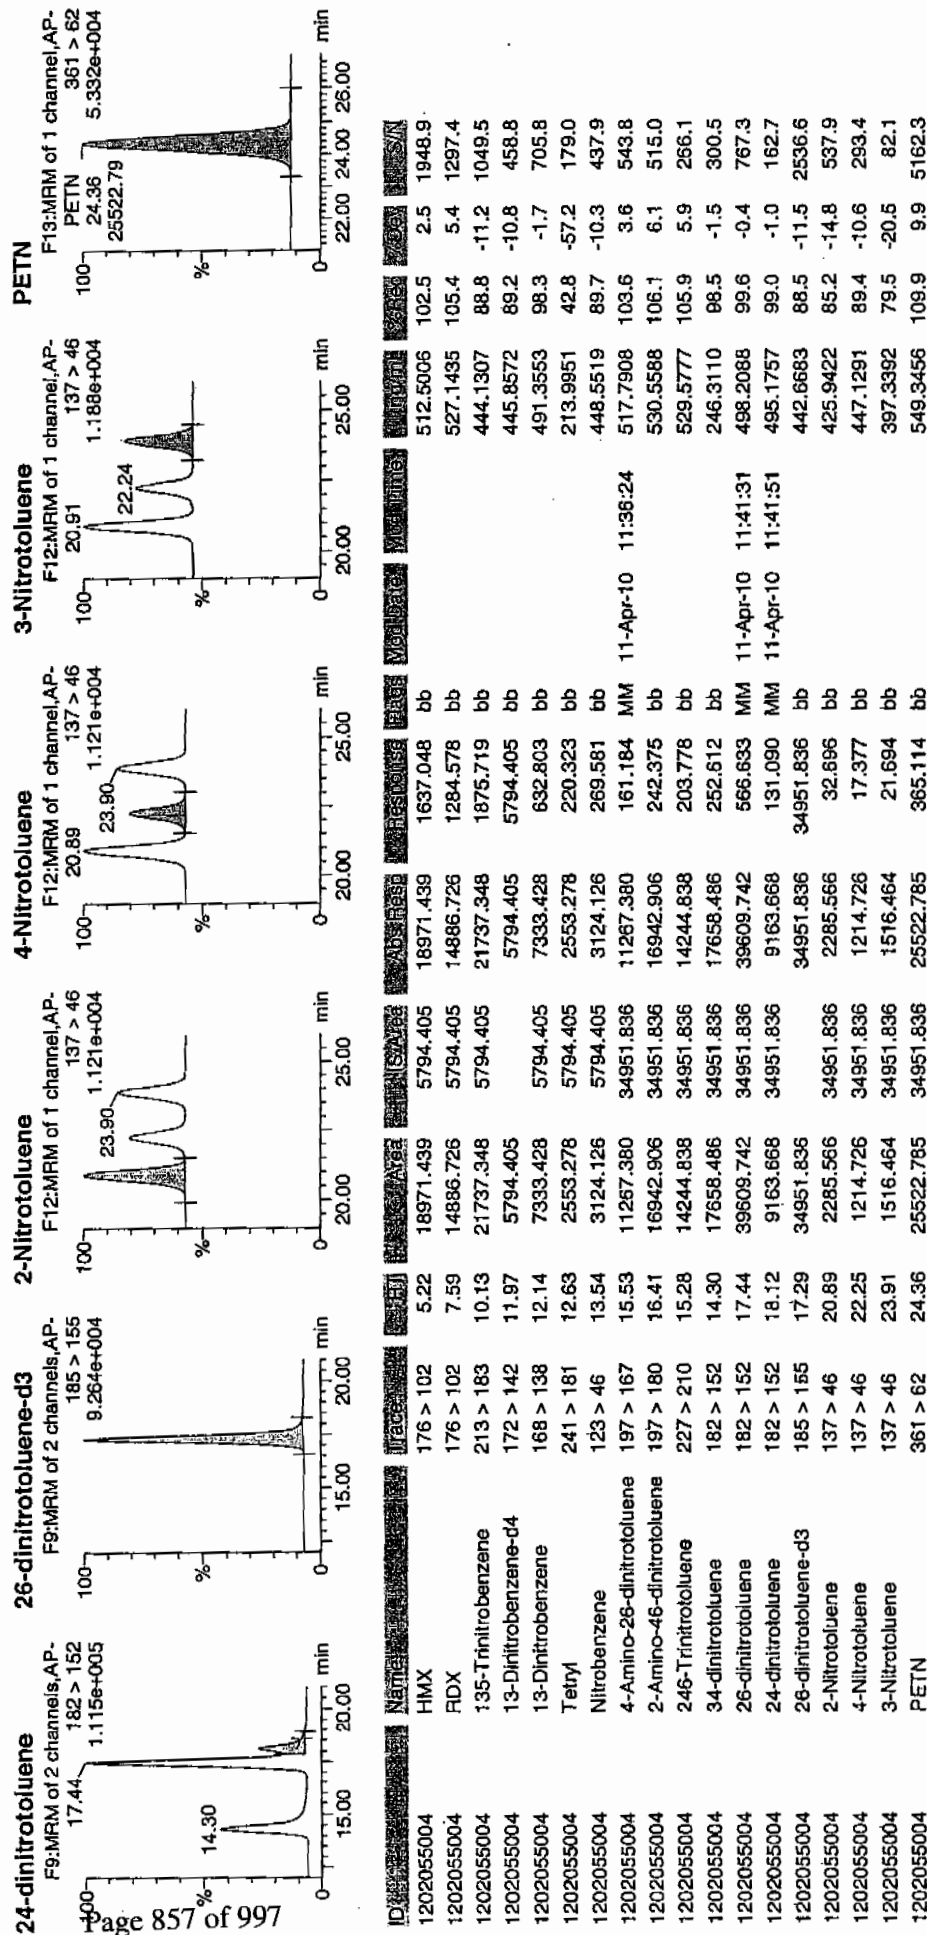 24-dinitrotoluene
F9:MRM of 2 channels,AP-
182 > 152
1.115e+005
17.44
14.30
100
%
0
15.00
20.00
min
26-dinitrotoluene-d3
F9:MRM of 2 channels,AP-
185 > 155
9.264e+004
100
%
0
15.00
20.00
min
2-Nitrotoluene
F12:MRM of 1 channel,AP-
137 > 46
1.121e+004
23.90
100
%
0
20.00
25.00
min
4-Nitrotoluene
F12:MRM of 1 channel,AP-
137 > 46
1.121e+004
20.89
23.90
100
%
0
20.00
25.00
min
3-Nitrotoluene
F12:MRM of 1 channel,AP-
137 > 46
1.188e+004
20.91
22.24
100
%
0
20.00
25.00
min
PETN
F13:MRM of 1 channel,AP-
PETN 361 > 62
24.36 5.332e+004
25522.79
100
%
0
22.00
24.00
26.00
min
Page 857 of 997
ID Name Trace RT Area IS Area Abs.Resp Response Flags Mod.Date Mod.Time ng/mL %Rec %Dev S/N
1202055004 HMX 176 > 102 5.22 18971.439 5794.405 18971.439 1637.048 bb 512.5006 102.5 2.5 1948.9
1202055004 RDX 176 > 102 7.59 14886.726 5794.405 14886.726 1284.578 bb 527.1435 105.4 5.4 1297.4
1202055004 135-Trinitrobenzene 213 > 183 10.13 21737.348 5794.405 21737.348 1875.719 bb 444.1307 88.8 -11.2 1049.5
1202055004 13-Dinitrobenzene-d4 172 > 142 11.97 5794.405 5794.405 5794.405 bb 445.8572 89.2 -10.8 458.8
1202055004 13-Dinitrobenzene 168 > 138 12.14 7333.428 5794.405 7333.428 632.803 bb 491.3553 98.3 -1.7 705.8
1202055004 Tetryl 241 > 181 12.63 2553.278 5794.405 2553.278 220.323 bb 213.9951 42.8 -57.2 179.0
1202055004 Nitrobenzene 123 > 46 13.54 3124.126 5794.405 3124.126 269.581 bb 448.5519 89.7 -10.3 437.9
1202055004 4-Amino-26-dinitrotoluene 197 > 167 15.53 11267.380 34951.836 11267.380 161.184 MM 11-Apr-10 11:36:24 517.7908 103.6 3.6 543.8
1202055004 2-Amino-46-dinitrotoluene 197 > 180 16.41 16942.906 34951.836 16942.906 242.375 bb 530.5588 106.1 6.1 515.0
1202055004 246-Trinitrotoluene 227 > 210 15.28 14244.838 34951.836 14244.838 203.778 bb 529.5777 105.9 5.9 266.1
1202055004 34-dinitrotoluene 182 > 152 14.30 17658.486 34951.836 17658.486 252.612 bb 246.3110 98.5 -1.5 300.5
1202055004 26-dinitrotoluene 182 > 152 17.44 39609.742 34951.836 39609.742 566.633 MM 11-Apr-10 11:41:31 498.2088 99.6 -0.4 767.3
1202055004 24-dinitrotoluene 182 > 152 18.12 9163.668 34951.836 9163.668 131.090 MM 11-Apr-10 11:41:51 495.1757 99.0 -1.0 162.7
1202055004 26-dinitrotoluene-d3 185 > 155 17.29 34951.836 34951.836 34951.836 bb 442.6683 88.5 -11.5 2536.6
1202055004 2-Nitrotoluene 137 > 46 20.89 2285.566 34951.836 2285.566 32.696 bb 425.9422 85.2 -14.8 537.9
1202055004 4-Nitrotoluene 137 > 46 22.25 1214.726 34951.836 1214.726 17.377 bb 447.1291 89.4 -10.6 293.4
1202055004 3-Nitrotoluene 137 > 46 23.91 1516.464 34951.836 1516.464 21.694 bb 397.3392 79.5 -20.5 82.1
1202055004 PETN 361 > 62 24.36 25522.785 34951.836 25522.785 365.114 bb 549.3456 109.9 9.9 5162.3